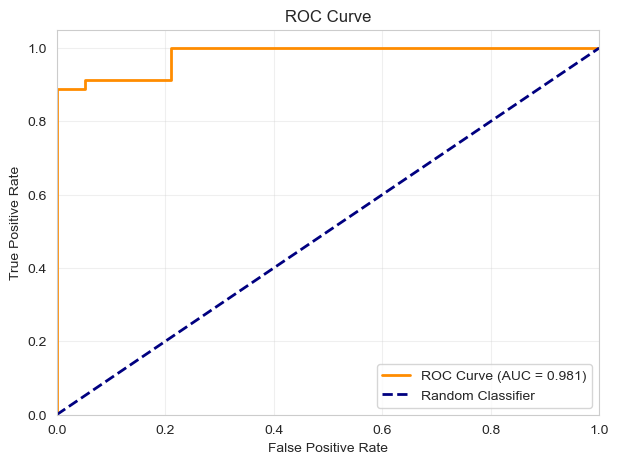 ROC Curve
1.0
0.8
0.6
0.4
0.2
0.0
True Positive Rate
ROC Curve (AUC = 0.981)
Random Classifier
0.0 0.2 0.4 0.6 0.8 1.0
False Positive Rate